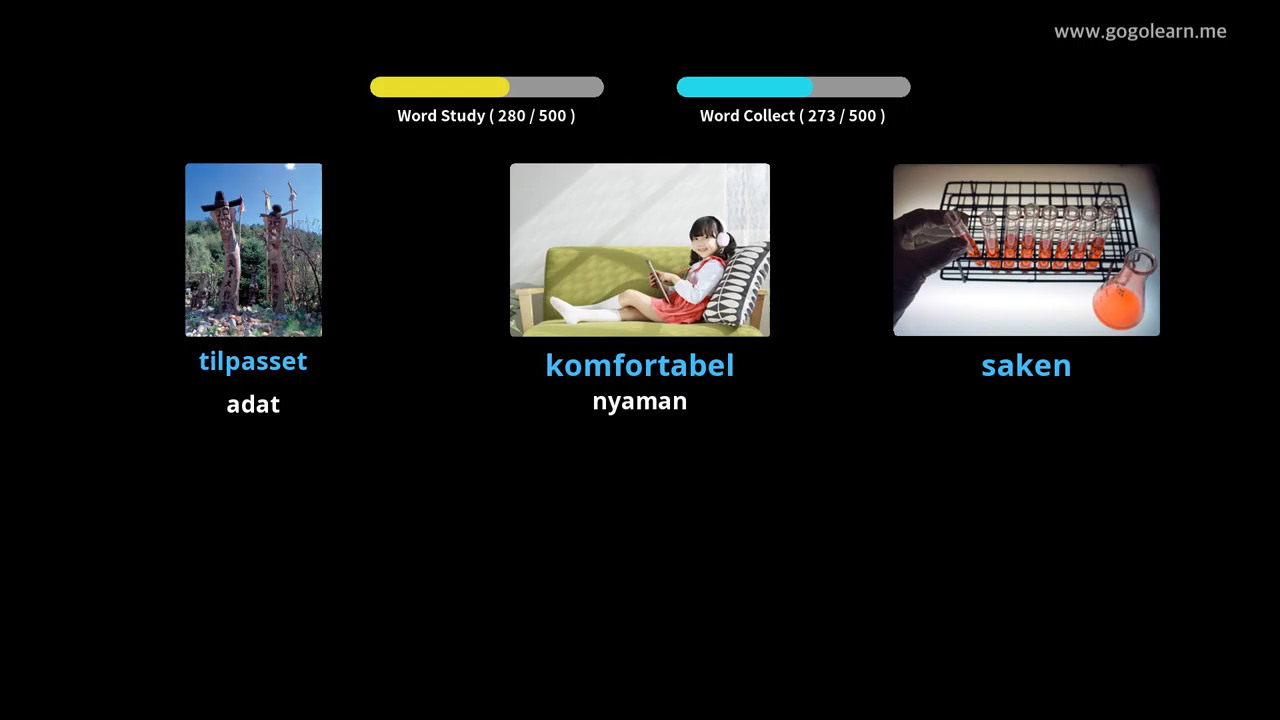 www.gogolearn.me
Word Study ( 280 / 500 )
Word Collect ( 273 / 500 )
tilpasset
adat
komfortabel
nyaman
saken